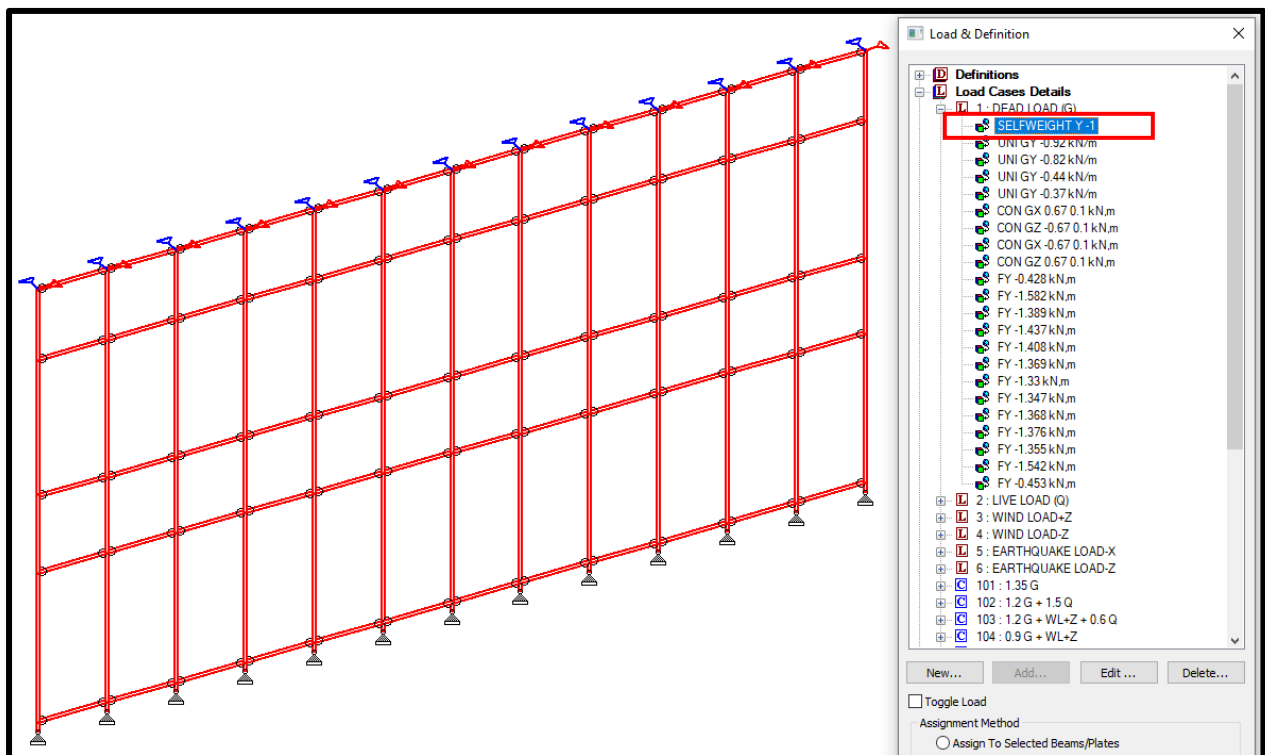 Load & Definition
Definitions
Load Cases Details
1 : DEAD LOAD (G)
SELFWEIGHT Y -1
UNI GY -0.92 kN/m
UNI GY -0.82 kN/m
UNI GY -0.44 kN/m
UNI GY -0.37 kN/m
CON GX 0.67 0.1 kN,m
CON GZ -0.67 0.1 kN,m
CON GX -0.67 0.1 kN,m
CON GZ 0.67 0.1 kN,m
FY -0.428 kN,m
FY -1.582 kN,m
FY -1.389 kN,m
FY -1.437 kN,m
FY -1.408 kN,m
FY -1.369 kN,m
FY -1.33 kN,m
FY -1.347 kN,m
FY -1.368 kN,m
FY -1.376 kN,m
FY -1.355 kN,m
FY -1.542 kN,m
FY -0.453 kN,m
2 : LIVE LOAD (Q)
3 : WIND LOAD+Z
4 : WIND LOAD-Z
5 : EARTHQUAKE LOAD-X
6 : EARTHQUAKE LOAD-Z
101 : 1.35 G
102 : 1.2 G + 1.5 Q
103 : 1.2 G + WL+Z + 0.6 Q
104 : 0.9 G + WL+Z
New... Add... Edit ... Delete...
Toggle Load
Assignment Method
Assign To Selected Beams/Plates